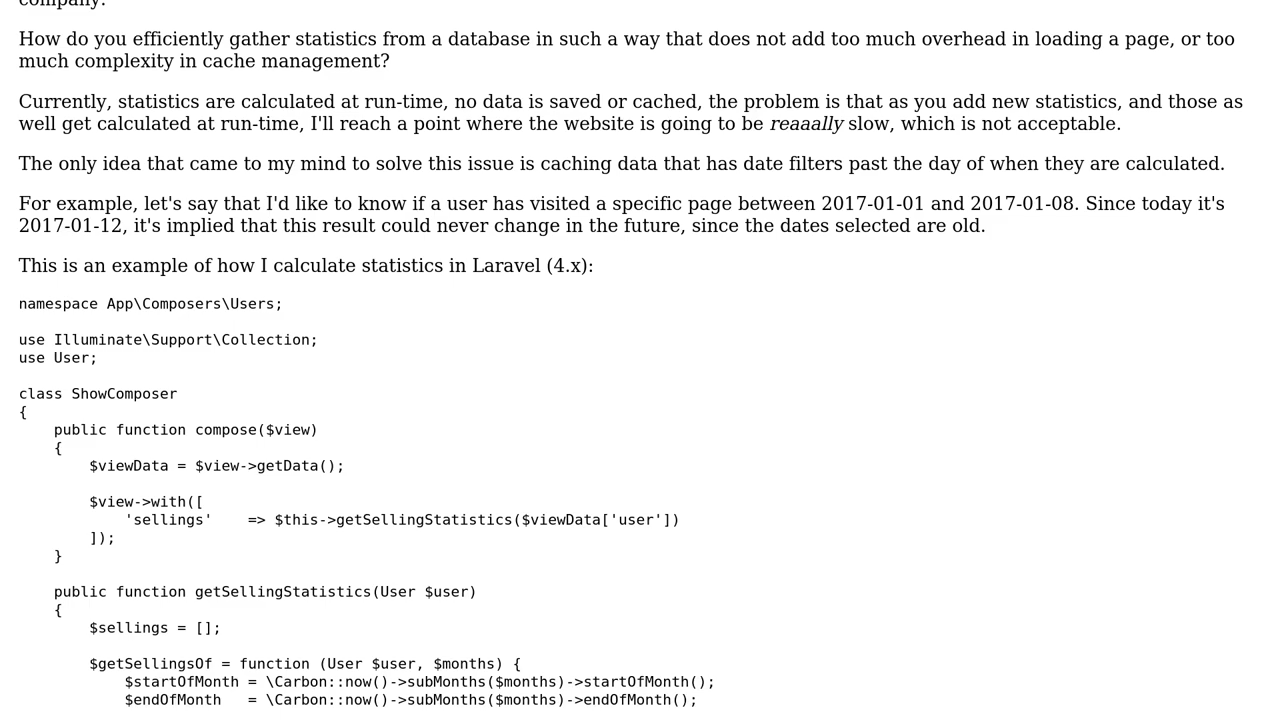 company.
How do you efficiently gather statistics from a database in such a way that does not add too much overhead in loading a page, or too
much complexity in cache management?
Currently, statistics are calculated at run-time, no data is saved or cached, the problem is that as you add new statistics, and those as
well get calculated at run-time, I'll reach a point where the website is going to be reaaally slow, which is not acceptable.
The only idea that came to my mind to solve this issue is caching data that has date filters past the day of when they are calculated.
For example, let's say that I'd like to know if a user has visited a specific page between 2017-01-01 and 2017-01-08. Since today it's
2017-01-12, it's implied that this result could never change in the future, since the dates selected are old.
This is an example of how I calculate statistics in Laravel (4.x):
namespace App\Composers\Users;
use Illuminate\Support\Collection;
use User;
class ShowComposer
{
    public function compose($view)
    {
        $viewData = $view->getData();
        $view->with([
            'sellings'    => $this->getSellingStatistics($viewData['user'])
        ]);
    }
    public function getSellingStatistics(User $user)
    {
        $sellings = [];
        $getSellingsOf = function (User $user, $months) {
            $startOfMonth = \Carbon::now()->subMonths($months)->startOfMonth();
            $endOfMonth   = \Carbon::now()->subMonths($months)->endOfMonth();